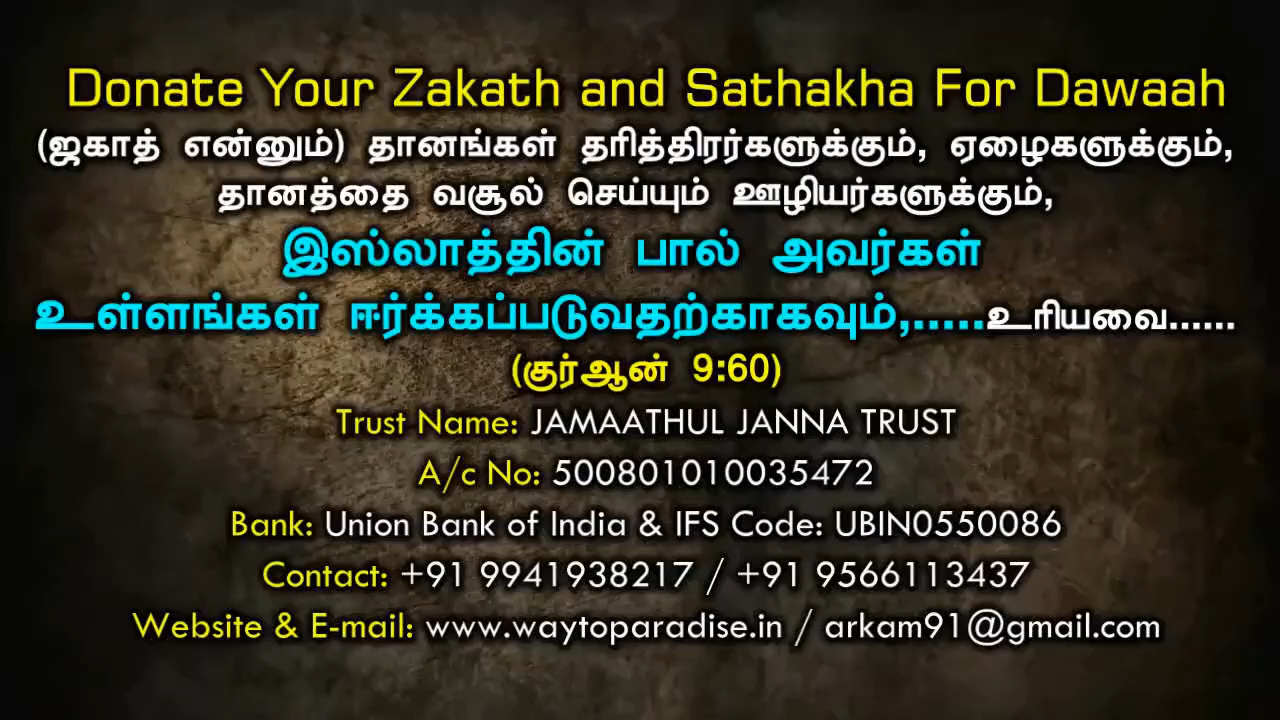 Donate Your Zakath and Sathakha For Dawaah
(ஜகாத் என்னும்) தானங்கள் தரித்திரர்களுக்கும், ஏழைகளுக்கும்,
தானத்தை வசூல் செய்யும் ஊழியர்களுக்கும்,
இஸ்லாத்தின் பால் அவர்கள்
உள்ளங்கள் ஈர்க்கப்படுவதற்காகவும்,.....உரியவை......
(குர்ஆன் 9:60)
Trust Name: JAMAATHUL JANNA TRUST
A/c No: 500801010035472
Bank: Union Bank of India & IFS Code: UBIN0550086
Contact: +91 9941938217 / +91 9566113437
Website & E-mail: www.waytoparadise.in / arkam91@gmail.com